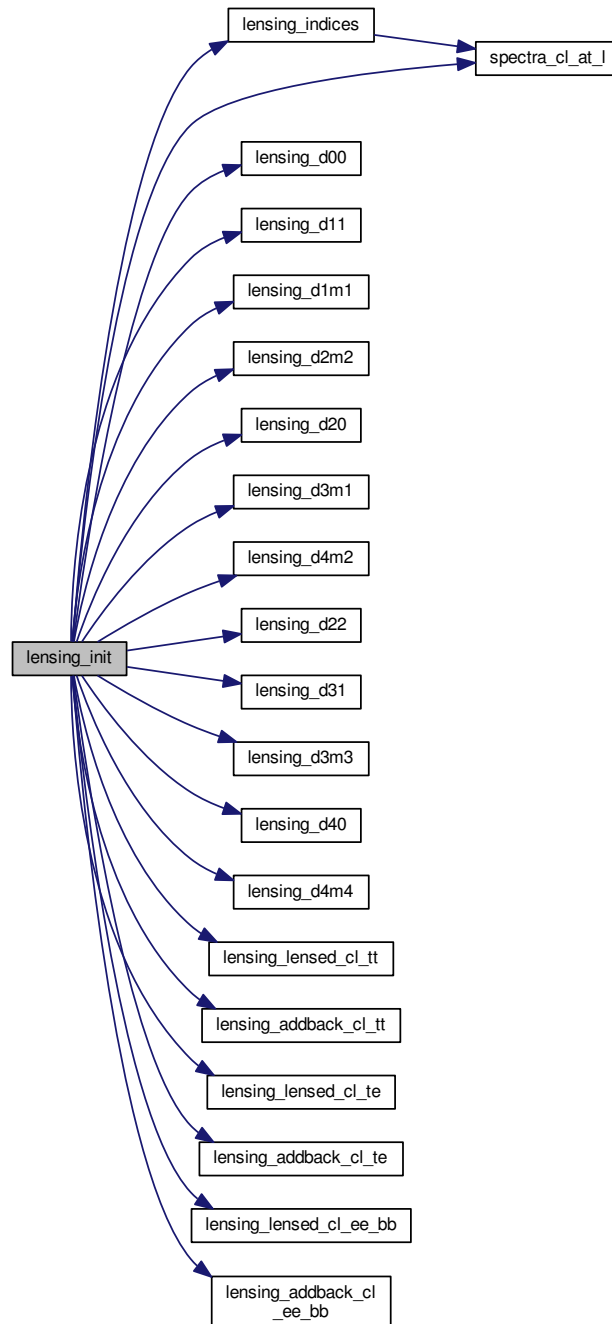 lensing_indices
spectra_cl_at_l
lensing_d00
lensing_d11
lensing_d1m1
lensing_d2m2
lensing_d20
lensing_d3m1
lensing_d4m2
lensing_d22
lensing_init
lensing_d31
lensing_d3m3
lensing_d40
lensing_d4m4
lensing_lensed_cl_tt
lensing_addback_cl_tt
lensing_lensed_cl_te
lensing_addback_cl_te
lensing_lensed_cl_ee_bb
lensing_addback_cl
_ee_bb